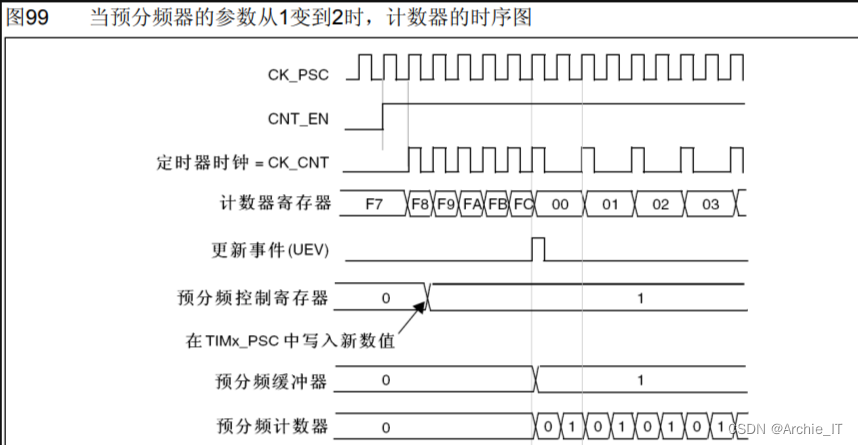 图99 当预分频器的参数从1变到2时，计数器的时序图
CK_PSC
CNT_EN
定时器时钟 = CK_CNT
计数器寄存器 F7 F8 F9 FA FB FC 00 01 02 03
更新事件(UEV)
预分频控制寄存器 0 1
在TIMx_PSC 中写入新数值
预分频缓冲器 0 1
预分频计数器 0 0 1 0 1 0 1 0 1
CSDN @Archie_IT